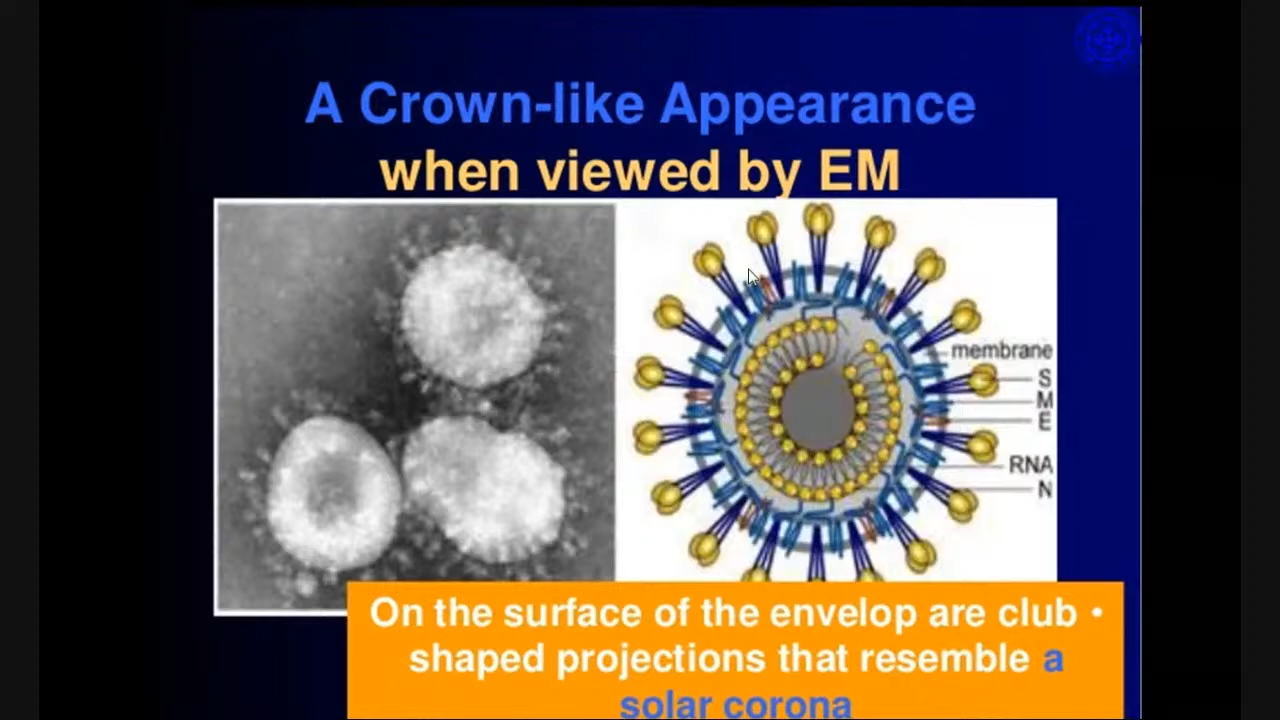 A Crown-like Appearance
when viewed by EM
membrane
S
M
E
RNA
N
On the surface of the envelop are club •
shaped projections that resemble a
solar corona